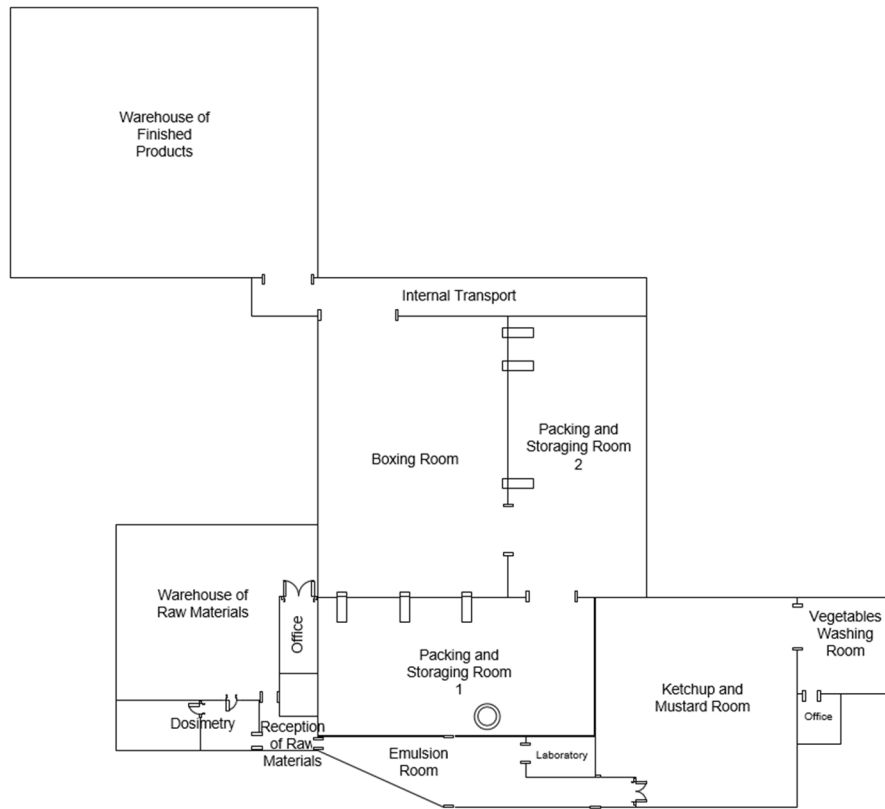 Warehouse of
Finished
Products
Internal Transport
Packing and
Storaging Room
2
Boxing Room
Warehouse of
Raw Materials
Office
Vegetables
Washing
Room
Packing and
Storaging Room
1
Ketchup and
Mustard Room
Office
Dosimetry
Reception
of Raw
Materials
Emulsion
Room
Laboratory